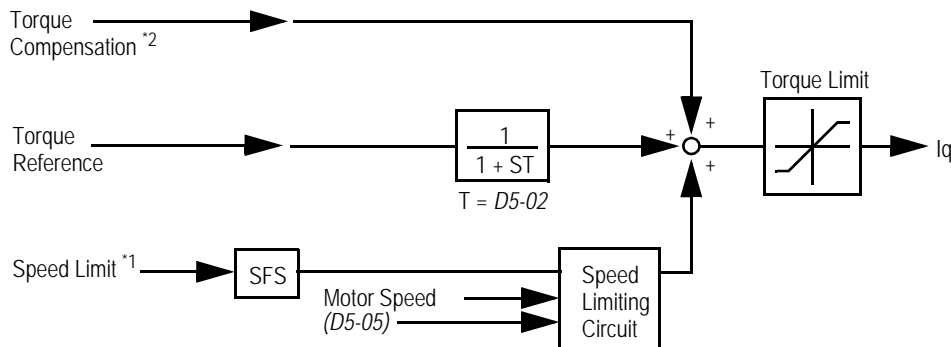 Torque
Compensation *2
Torque Limit
+
+
+
Iq
Torque
Reference
1
1 + ST
T = D5-02
Speed Limit *1
SFS
Speed
Limiting
Circuit
Motor Speed
(D5-05)